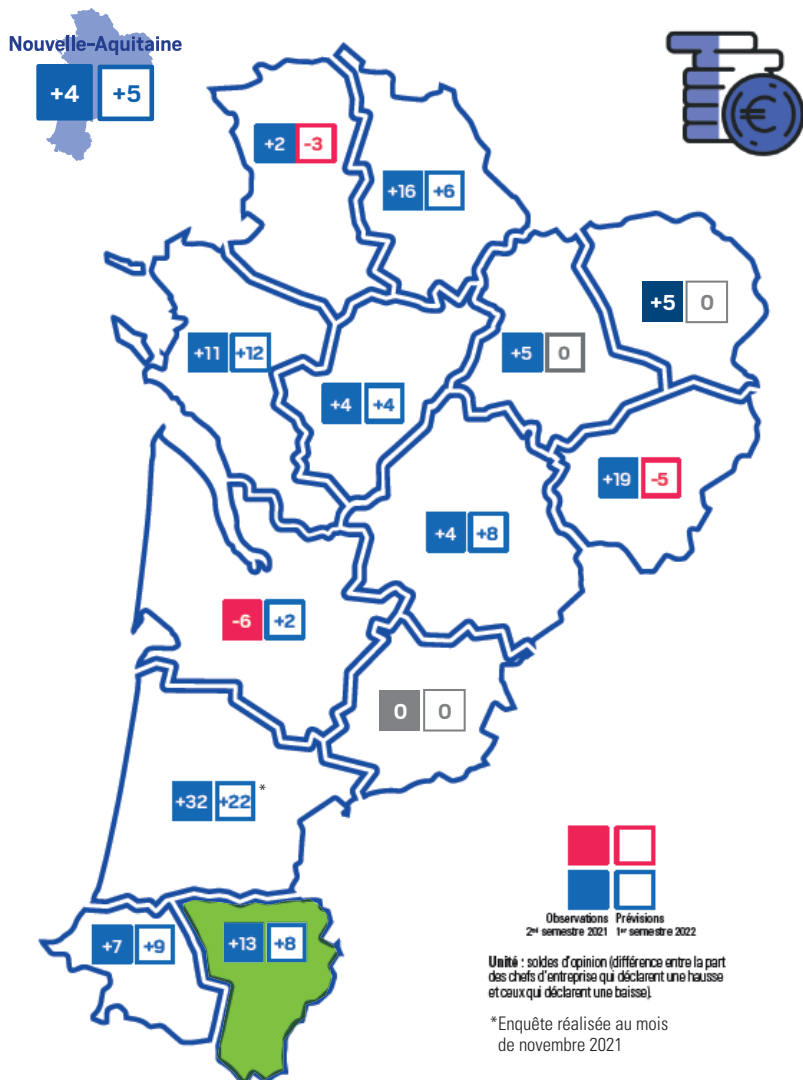 Nouvelle-Aquitaine
+4 +5
+2 -3
+16 +6
+5 0
+11 +12
+5 0
+4 +4
+19 -5
+4 +8
-6 +2
0 0
+32 +22 *
+7 +9
+13 +8
Observations Prévisions
2nd semestre 2021 1er semestre 2022
Unité : soldes d'opinion (différence entre la part
des chefs d'entreprise qui déclarent une hausse
et ceux qui déclarent une baisse).
*Enquête réalisée au mois
de novembre 2021